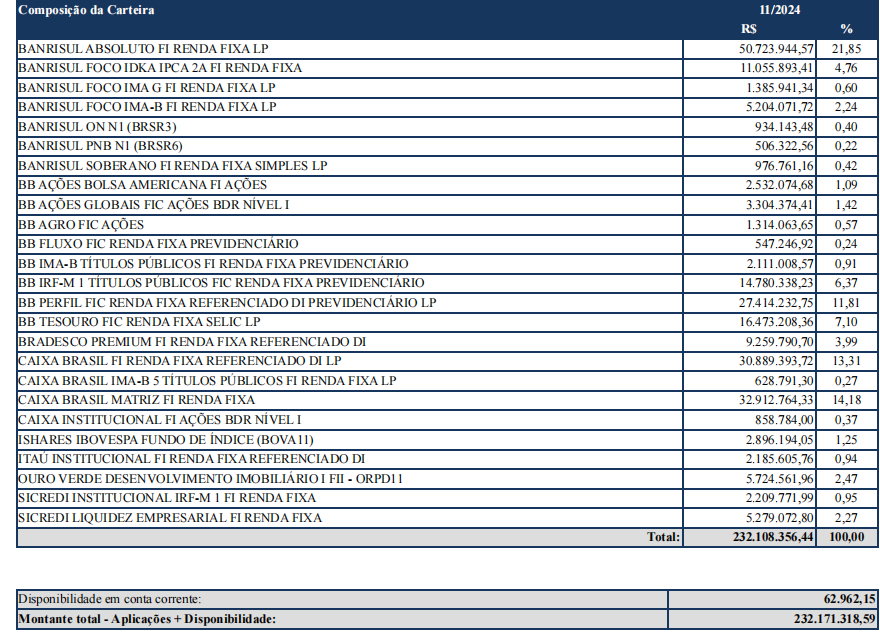 Composição da Carteira 11/2024
R$ %
BANRISUL ABSOLUTO FI RENDA FIXA LP 50.723.944,57 21,85
BANRISUL FOCO IDKA IPCA 2A FI RENDA FIXA 11.055.893,41 4,76
BANRISUL FOCO IMA G FI RENDA FIXA LP 1.385.941,34 0,60
BANRISUL FOCO IMA-B FI RENDA FIXA LP 5.204.071,72 2,24
BANRISUL ON N1 (BRSR3) 934.143,48 0,40
BANRISUL PNB N1 (BRSR6) 506.322,56 0,22
BANRISUL SOBERANO FI RENDA FIXA SIMPLES LP 976.761,16 0,42
BB AÇÕES BOLSA AMERICANA FI AÇÕES 2.532.074,68 1,09
BB AÇÕES GLOBAIS FIC AÇÕES BDR NÍVEL I 3.304.374,41 1,42
BB AGRO FIC AÇÕES 1.314.063,65 0,57
BB FLUXO FIC RENDA FIXA PREVIDENCIÁRIO 547.246,92 0,24
BB IMA-B TÍTULOS PÚBLICOS FI RENDA FIXA PREVIDENCIÁRIO 2.111.008,57 0,91
BB IRF-M 1 TÍTULOS PÚBLICOS FIC RENDA FIXA PREVIDENCIÁRIO 14.780.338,23 6,37
BB PERFIL FIC RENDA FIXA REFERENCIADO DI PREVIDENCIÁRIO LP 27.414.232,75 11,81
BB TESOURO FIC RENDA FIXA SELIC LP 16.473.208,36 7,10
BRADESCO PREMIUM FI RENDA FIXA REFERENCIADO DI 9.259.790,70 3,99
CAIXA BRASIL FI RENDA FIXA REFERENCIADO DI LP 30.889.393,72 13,31
CAIXA BRASIL IMA-B 5 TÍTULOS PÚBLICOS FI RENDA FIXA LP 628.791,30 0,27
CAIXA BRASIL MATRIZ FI RENDA FIXA 32.912.764,33 14,18
CAIXA INSTITUCIONAL FI AÇÕES BDR NÍVEL I 858.784,00 0,37
ISHARES IBOVESPA FUNDO DE ÍNDICE (BOVA11) 2.896.194,05 1,25
ITAÚ INSTITUCIONAL FI RENDA FIXA REFERENCIADO DI 2.185.605,76 0,94
OURO VERDE DESENVOLVIMENTO IMOBILIÁRIO I FII - ORPD11 5.724.561,96 2,47
SICREDI INSTITUCIONAL IRF-M 1 FI RENDA FIXA 2.209.771,99 0,95
SICREDI LIQUIDEZ EMPRESARIAL FI RENDA FIXA 5.279.072,80 2,27
Total: 232.108.356,44 100,00
Disponibilidade em conta corrente: 62.962,15
Montante total - Aplicações + Disponibilidade: 232.171.318,59